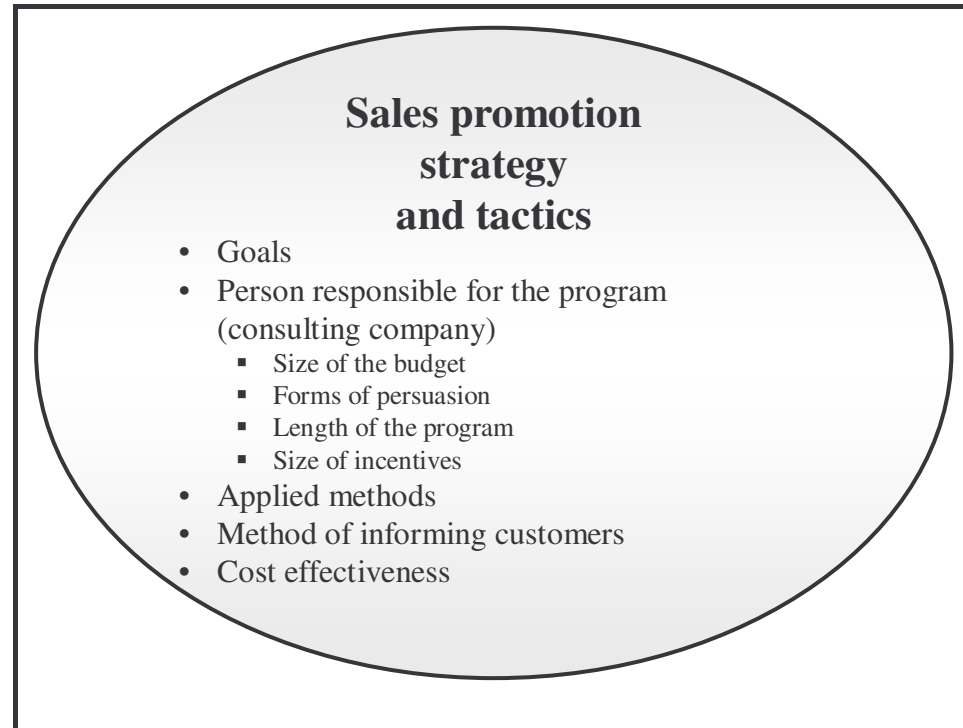 Sales promotion
strategy
and tactics
• Goals
• Person responsible for the program
(consulting company)
▪ Size of the budget
▪ Forms of persuasion
▪ Length of the program
▪ Size of incentives
• Applied methods
• Method of informing customers
• Cost effectiveness